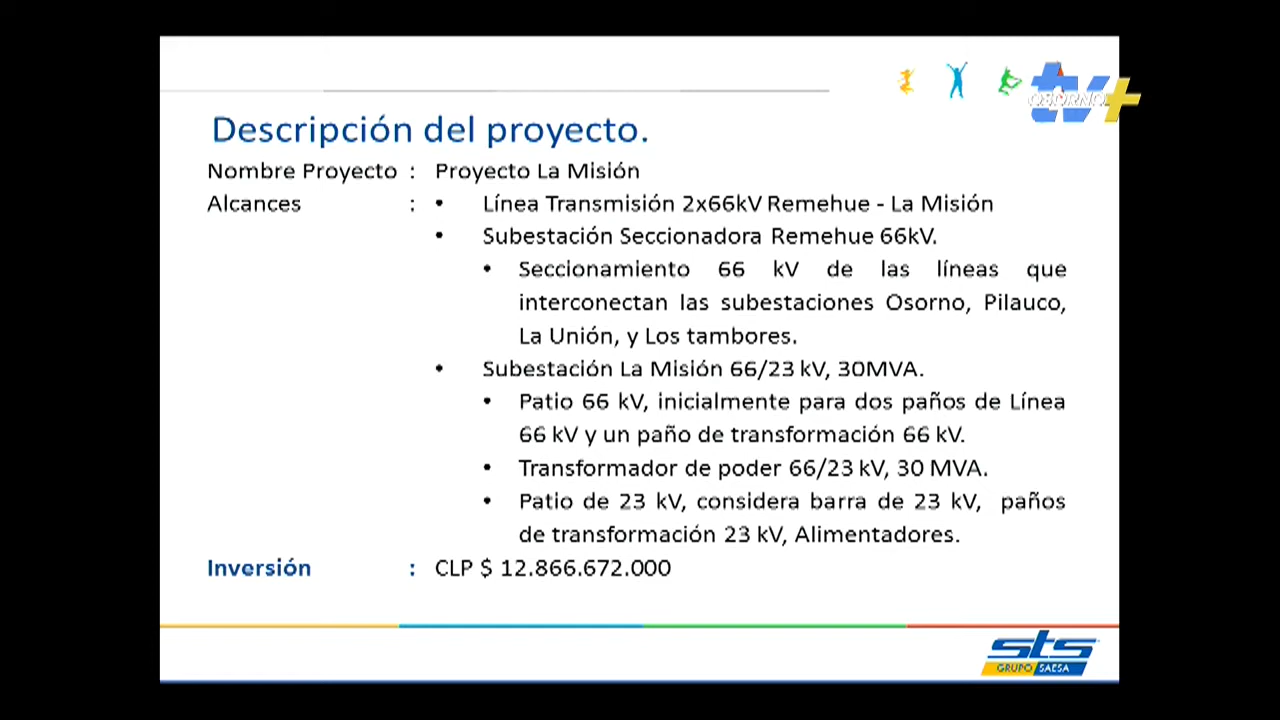 tv+
OSORNO
Descripción del proyecto.
Nombre Proyecto : Proyecto La Misión
Alcances : • Línea Transmisión 2x66kV Remehue - La Misión
• Subestación Seccionadora Remehue 66kV.
• Seccionamiento 66 kV de las líneas que
interconectan las subestaciones Osorno, Pilauco,
La Unión, y Los tambores.
• Subestación La Misión 66/23 kV, 30MVA.
• Patio 66 kV, inicialmente para dos paños de Línea
66 kV y un paño de transformación 66 kV.
• Transformador de poder 66/23 kV, 30 MVA.
• Patio de 23 kV, considera barra de 23 kV, paños
de transformación 23 kV, Alimentadores.
Inversión : CLP $ 12.866.672.000
sts
GRUPO SAESA